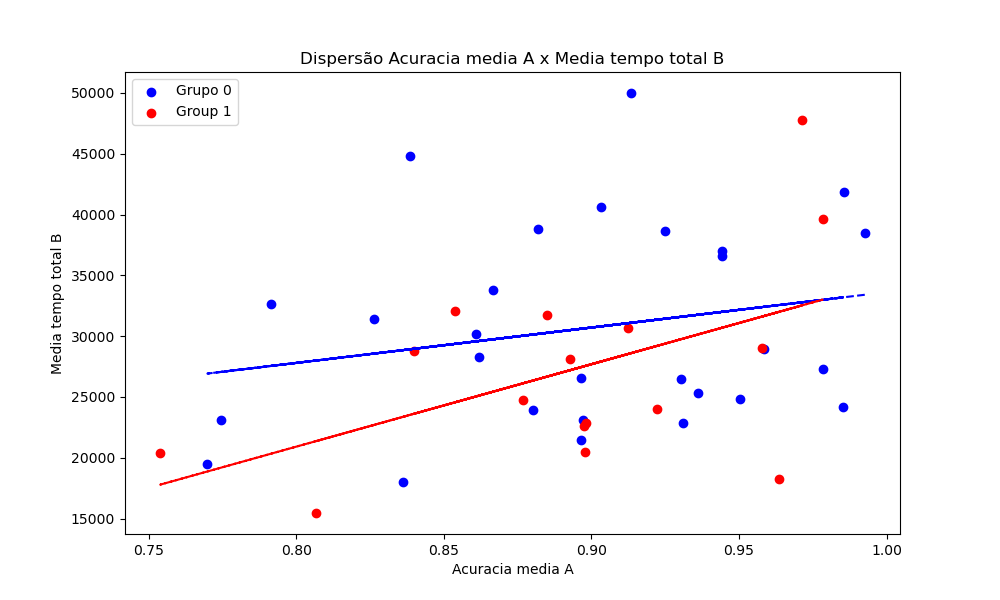 Dispersão Acuracia media A x Media tempo total B
Grupo 0
Group 1
Media tempo total B
50000
45000
40000
35000
30000
25000
20000
15000
0.75 0.80 0.85 0.90 0.95 1.00
Acuracia media A